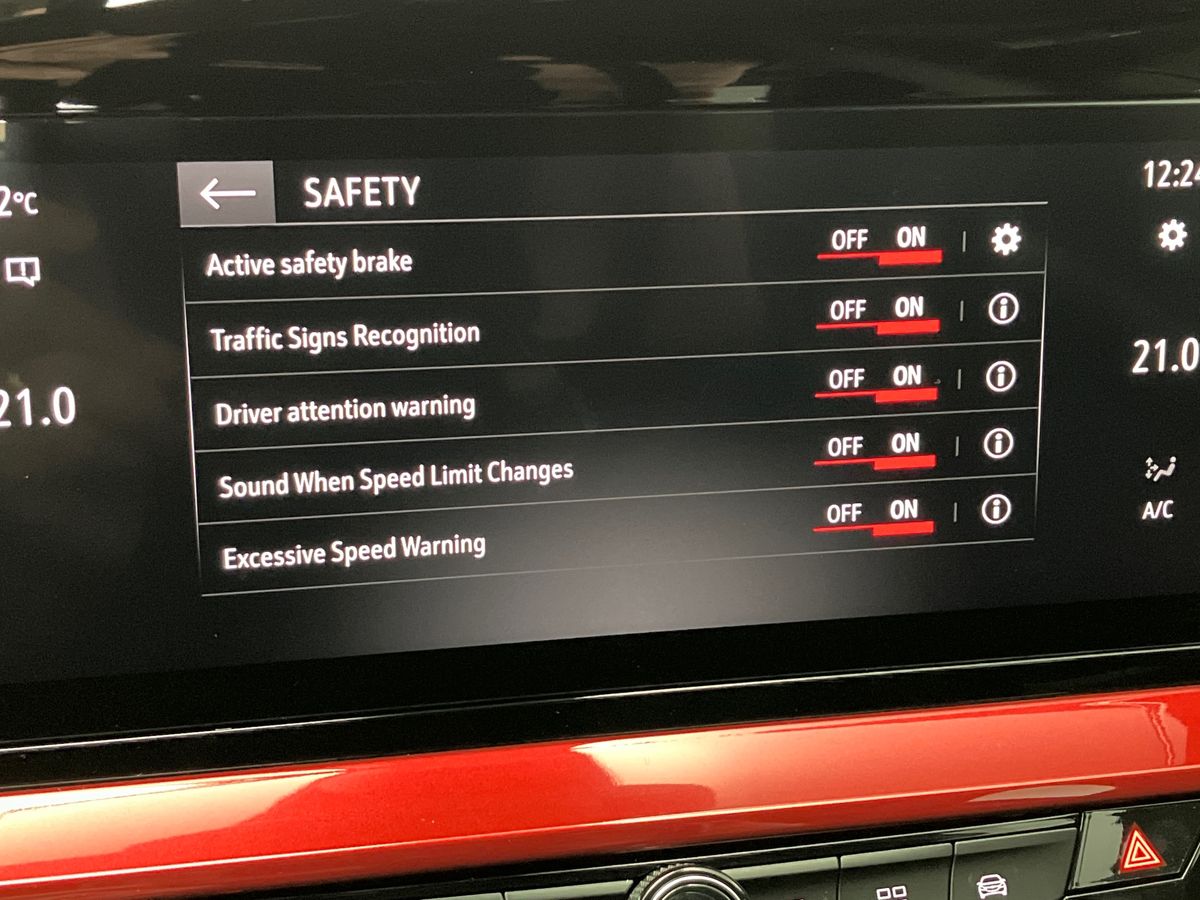 SAFETY
2°C
12:24
Active safety brake OFF ON
Traffic Signs Recognition OFF ON
Driver attention warning OFF ON
21.0
21.0
Sound When Speed Limit Changes OFF ON
A/C
Excessive Speed Warning OFF ON